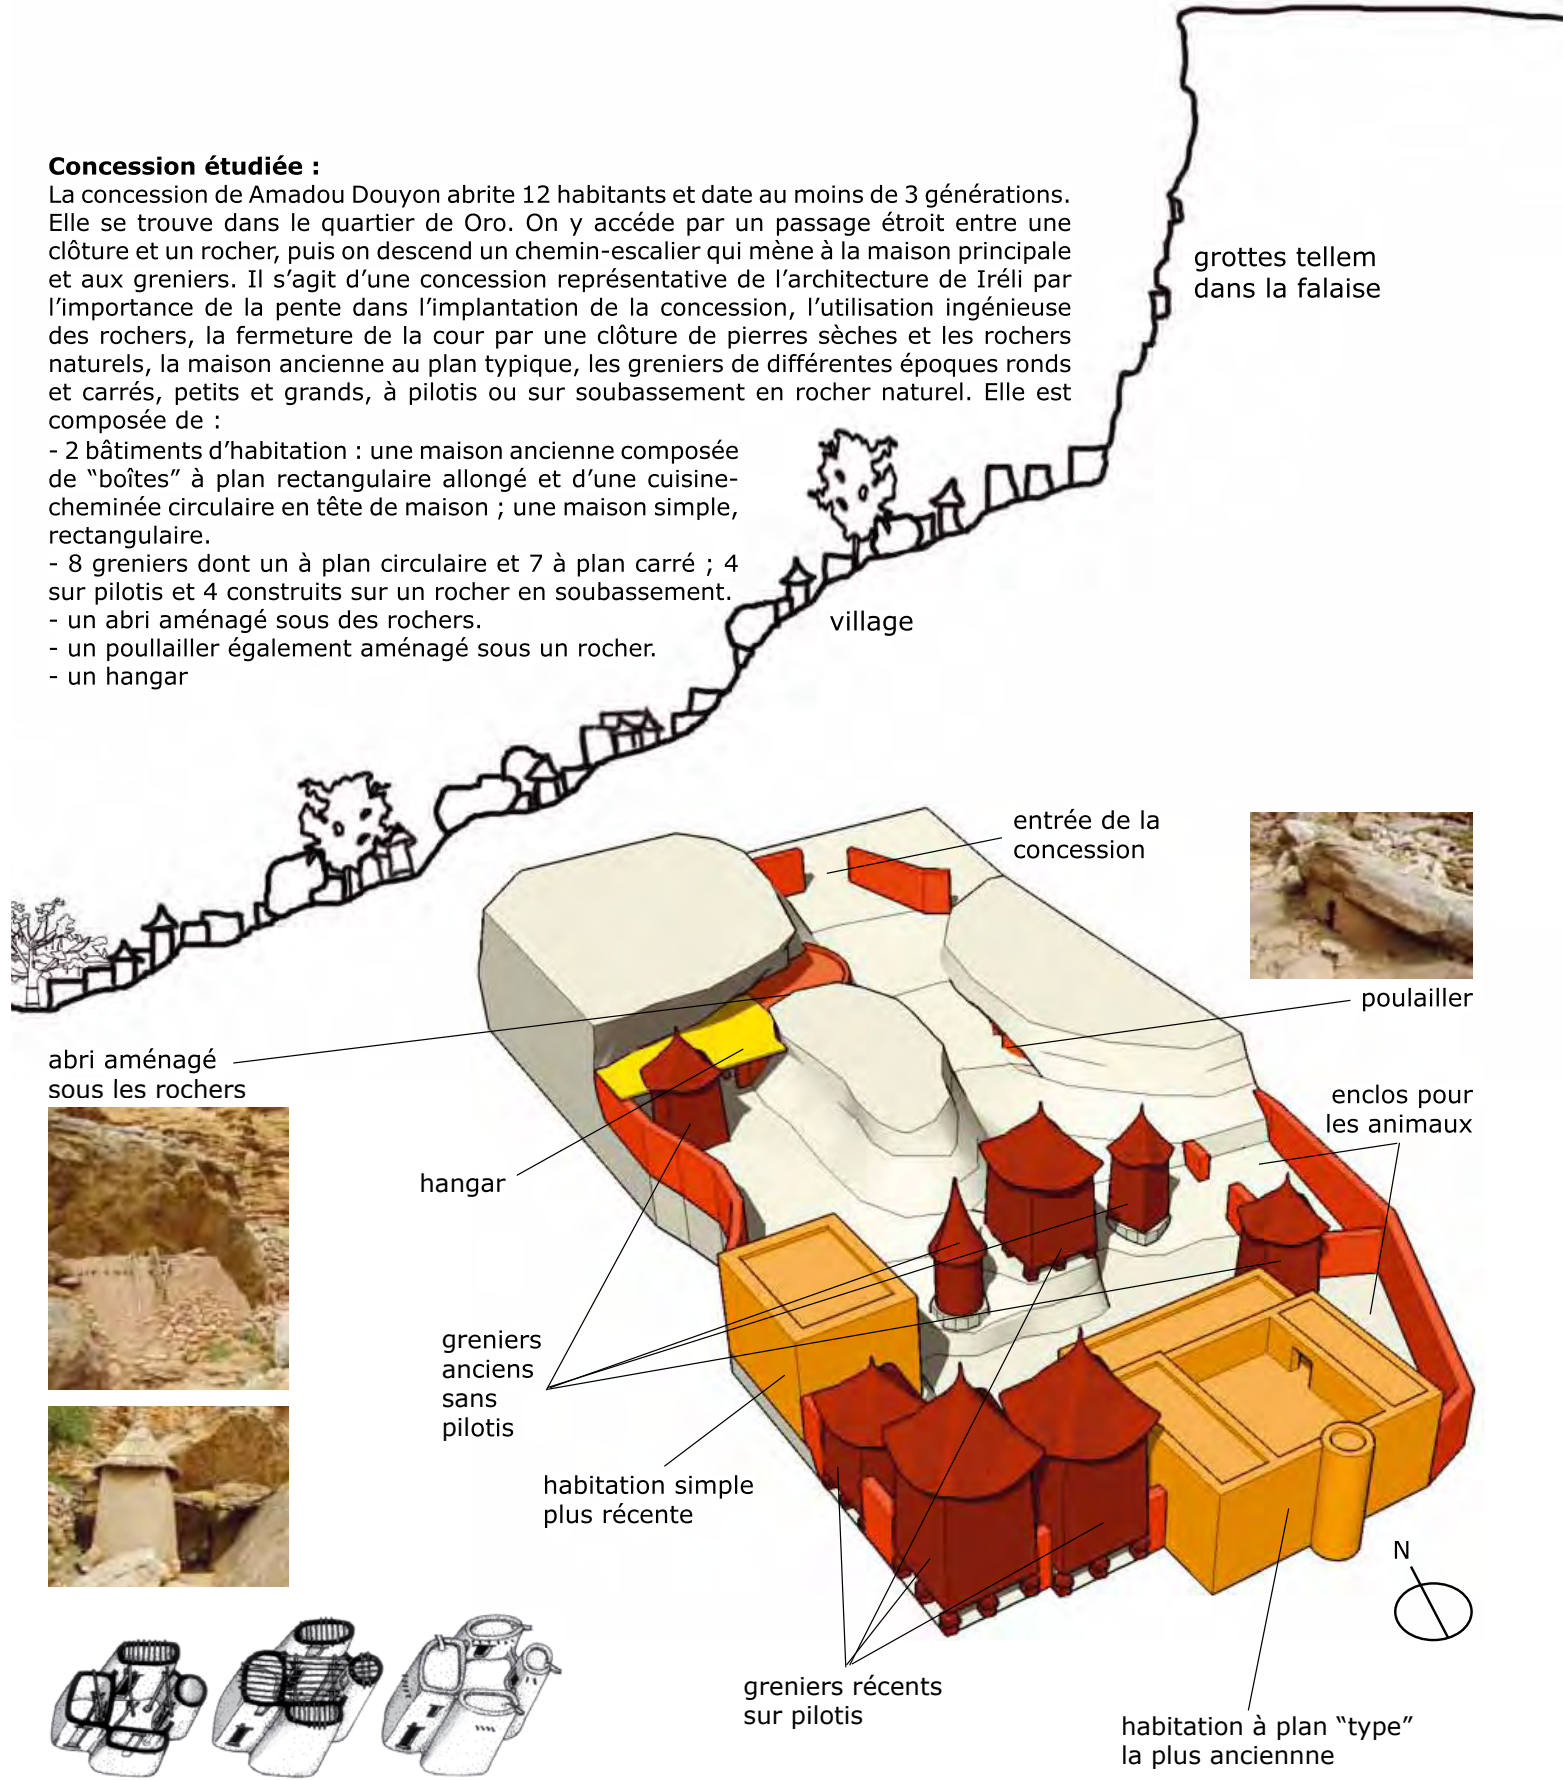 Concession étudiée :
La concession de Amadou Douyon abrite 12 habitants et date au moins de 3 générations.
Elle se trouve dans le quartier de Oro. On y accéde par un passage étroit entre une
clôture et un rocher, puis on descend un chemin-escalier qui mène à la maison principale
et aux greniers. Il s’agit d’une concession représentative de l’architecture de Iréli par
l’importance de la pente dans l’implantation de la concession, l’utilisation ingénieuse
des rochers, la fermeture de la cour par une clôture de pierres sèches et les rochers
naturels, la maison ancienne au plan typique, les greniers de différentes époques ronds
et carrés, petits et grands, à pilotis ou sur soubassement en rocher naturel. Elle est
composée de :
- 2 bâtiments d’habitation : une maison ancienne composée
de “boîtes” à plan rectangulaire allongé et d’une cuisine-
cheminée circulaire en tête de maison ; une maison simple,
rectangulaire.
- 8 greniers dont un à plan circulaire et 7 à plan carré ; 4
sur pilotis et 4 construits sur un rocher en soubassement.
- un abri aménagé sous des rochers.
- un poullailler également aménagé sous un rocher.
- un hangar
grottes tellem
dans la falaise
village
entrée de la
concession
poulailler
abri aménagé
sous les rochers
enclos pour
les animaux
hangar
greniers
anciens
sans
pilotis
habitation simple
plus récente
N
greniers récents
sur pilotis
habitation à plan “type”
la plus anciennne